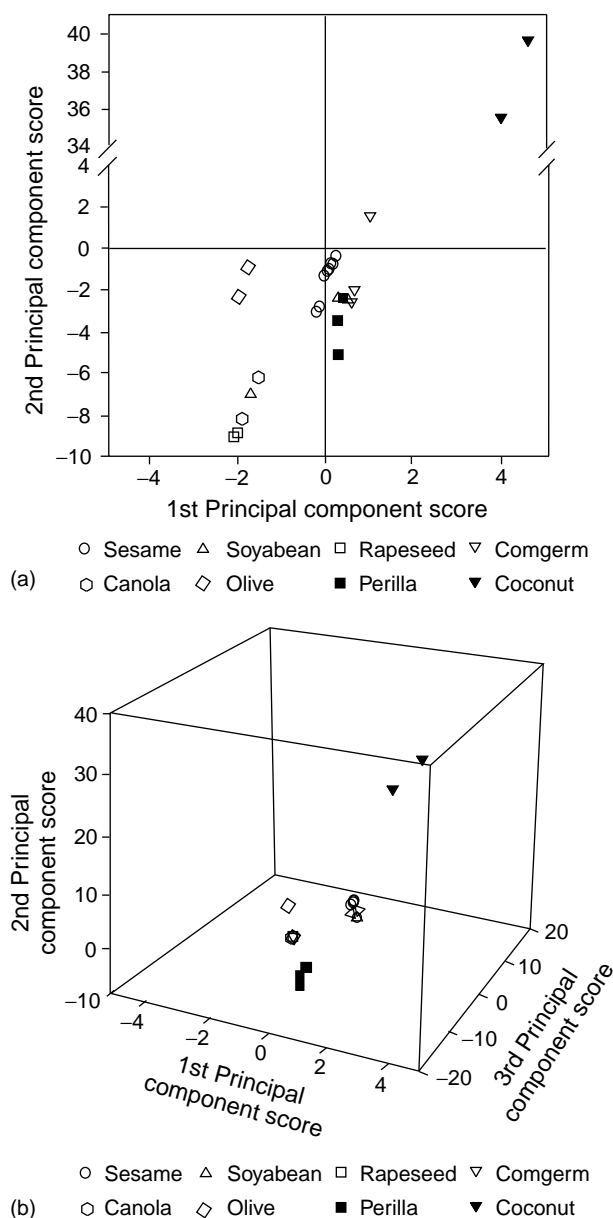 40
38
36
34
4
2
0
−2
−4
−6
−8
−10
2nd Principal component score
−4 −2 0 2 4
1st Principal component score
Sesame Soyabean Rapeseed Comgerm
(a) Canola Olive Perilla Coconut
40
30
20
10
0
−10
2nd Principal
component score
−4 −2 0 2 4
1st Principal
component score
20
10
0
−10
−20
3rd Principal
component score
Sesame Soyabean Rapeseed Comgerm
(b) Canola Olive Perilla Coconut